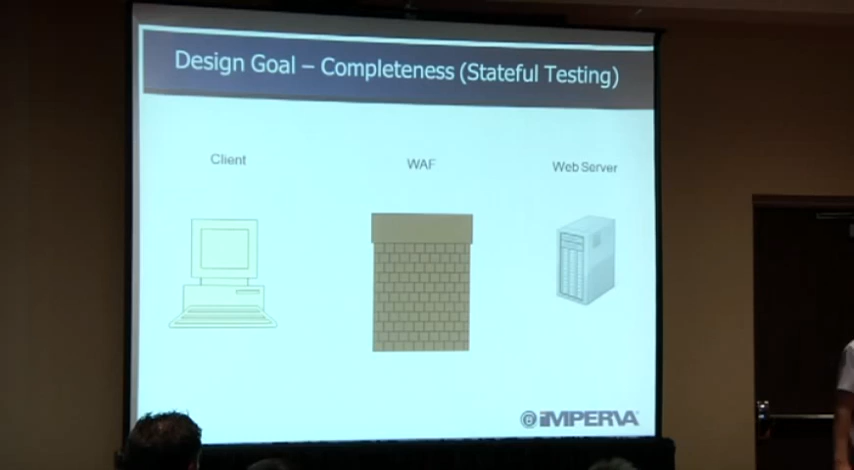 Design Goal – Completeness (Stateful Testing)
Client
WAF
Web Server
iMPERVA